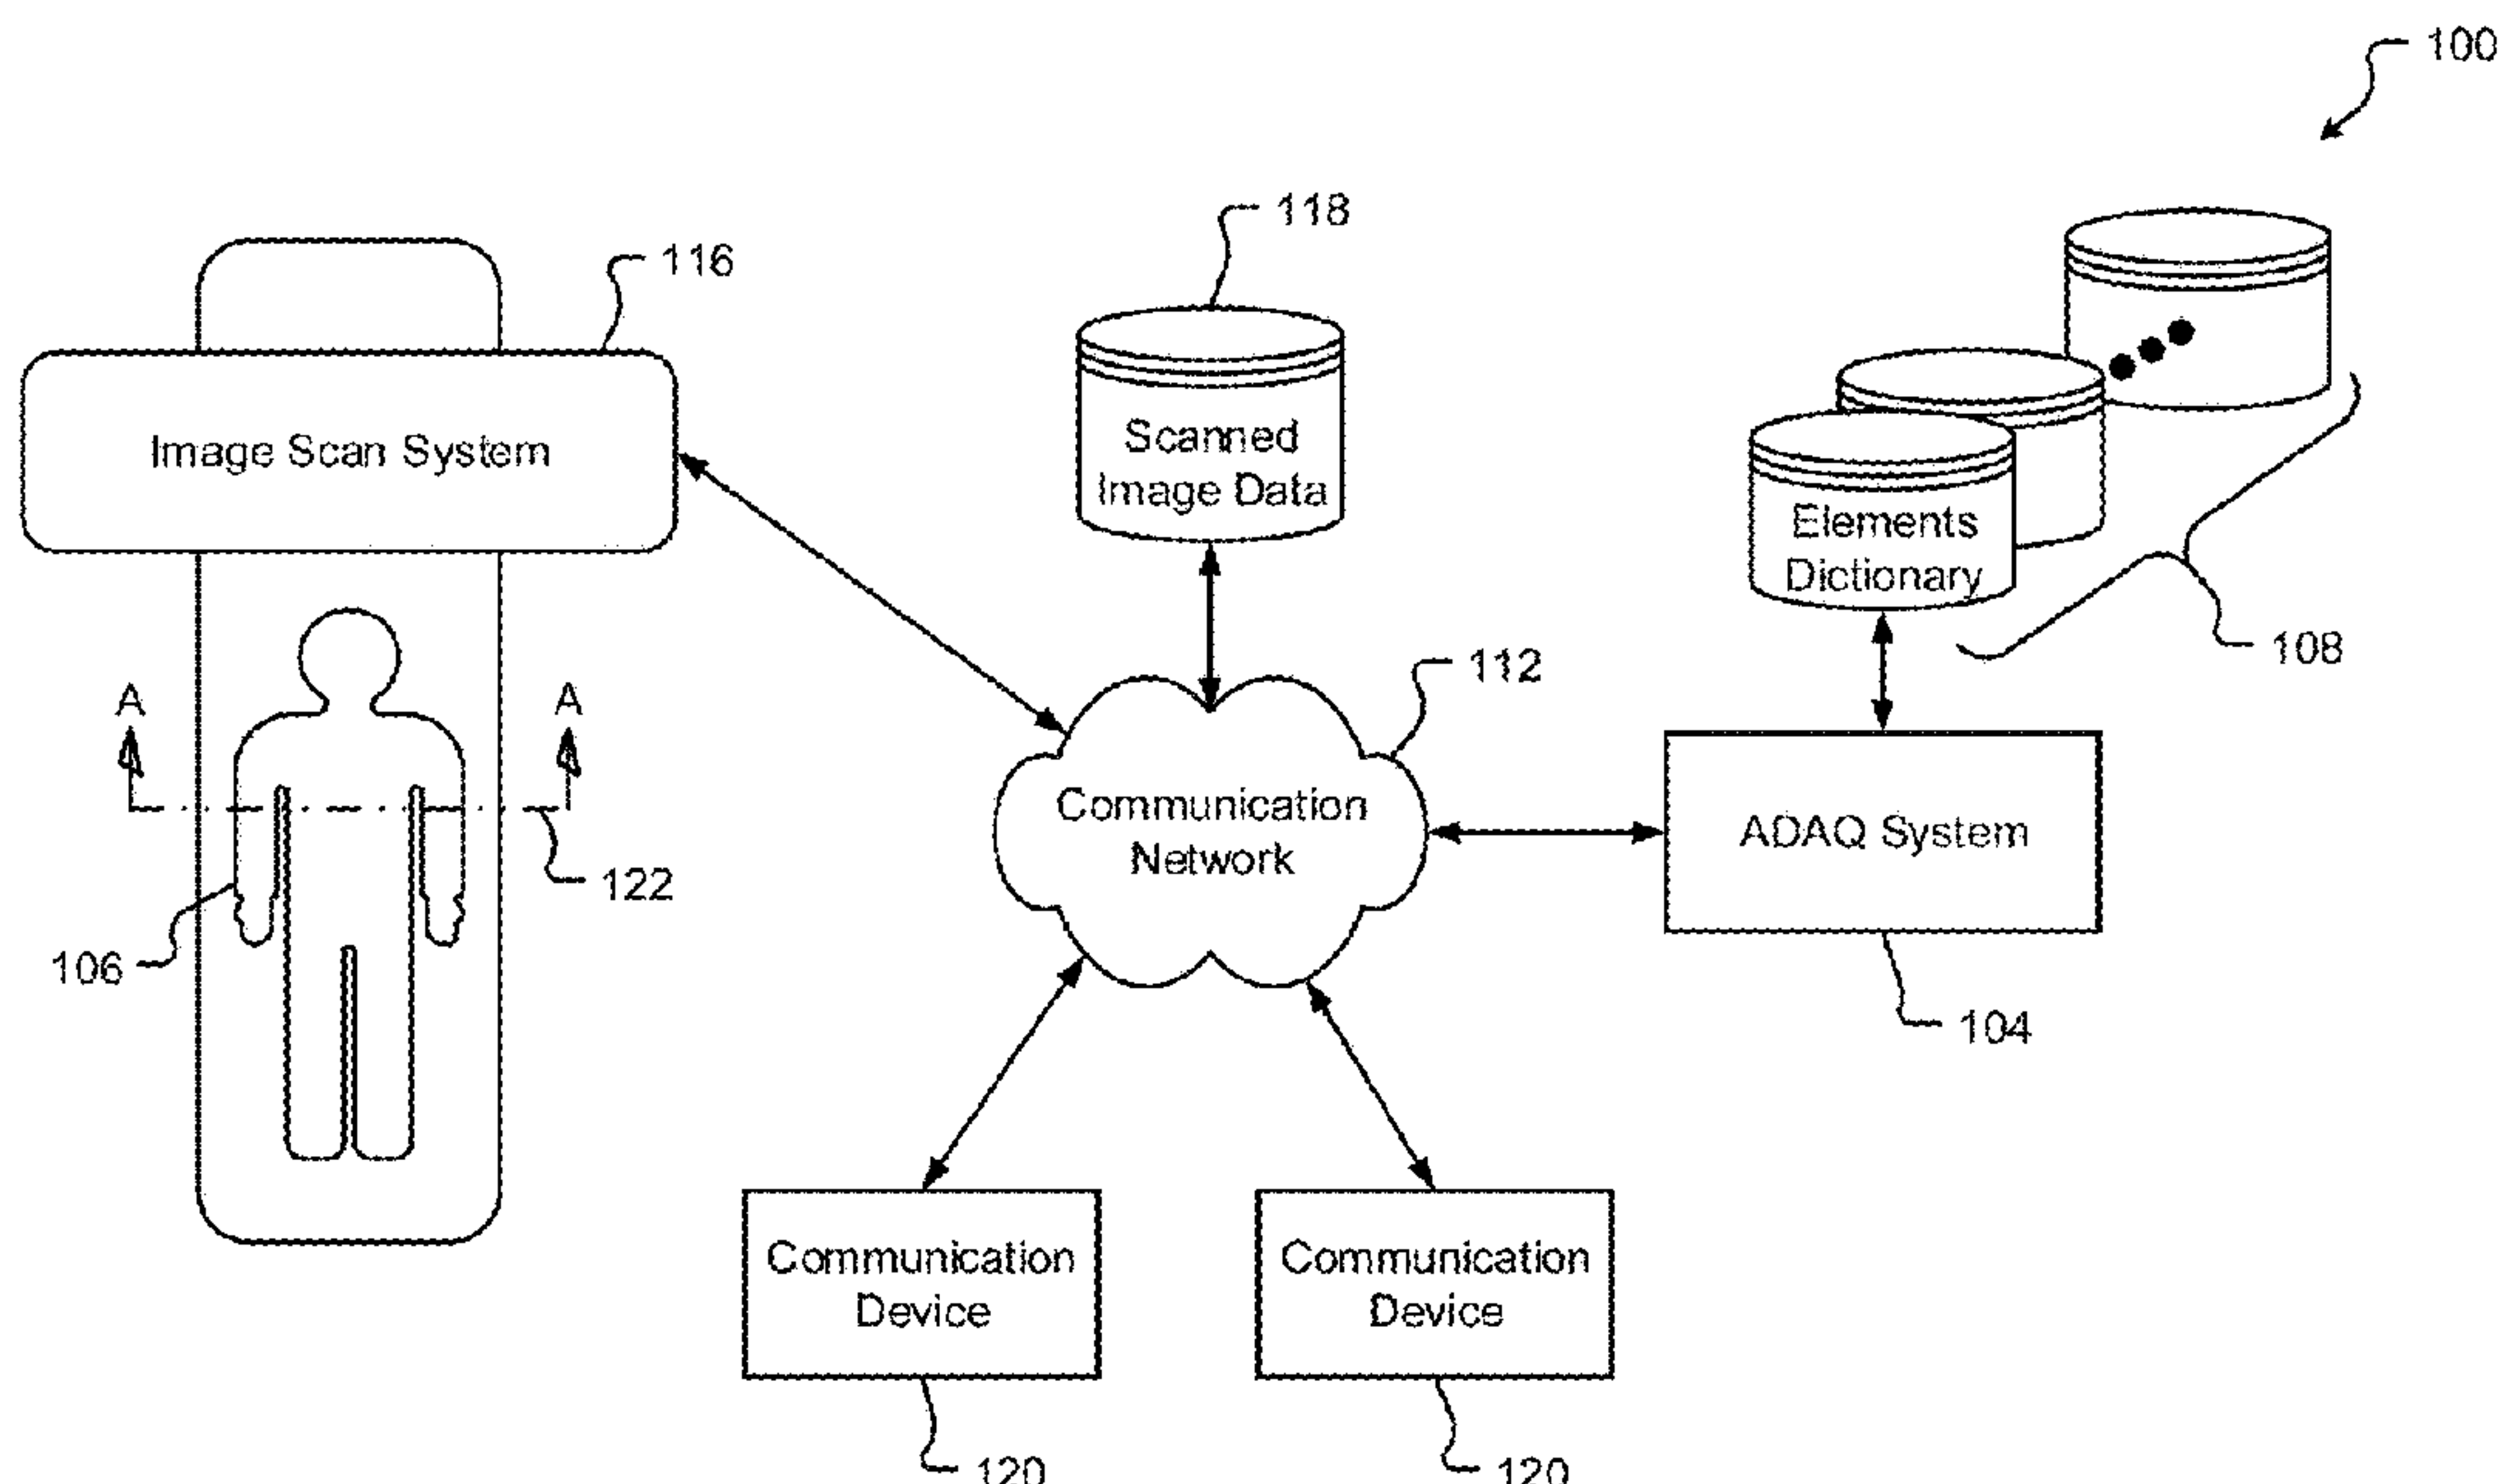 100
118
116
Image Scan System
Scanned
Image Data
Elements
Dictionary
108
112
A
A
Communication
Network
ADAQ System
122
106
104
Communication
Device
Communication
Device
120
120